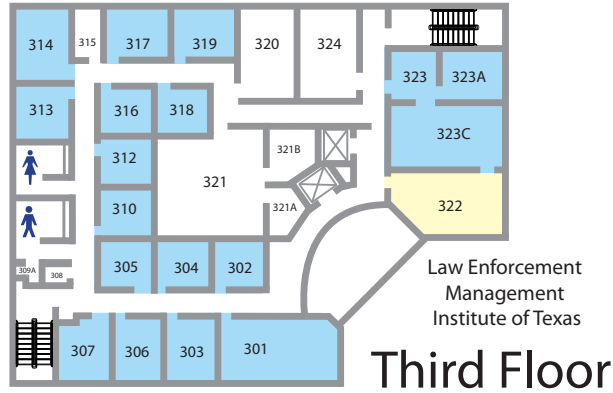 314
315
317
319
320
324
323
323A
313
316
318
323C
312
321
321B
310
321A
322
309A
308
305
304
302
Law Enforcement
Management
Institute of Texas
307
306
303
301
Third Floor